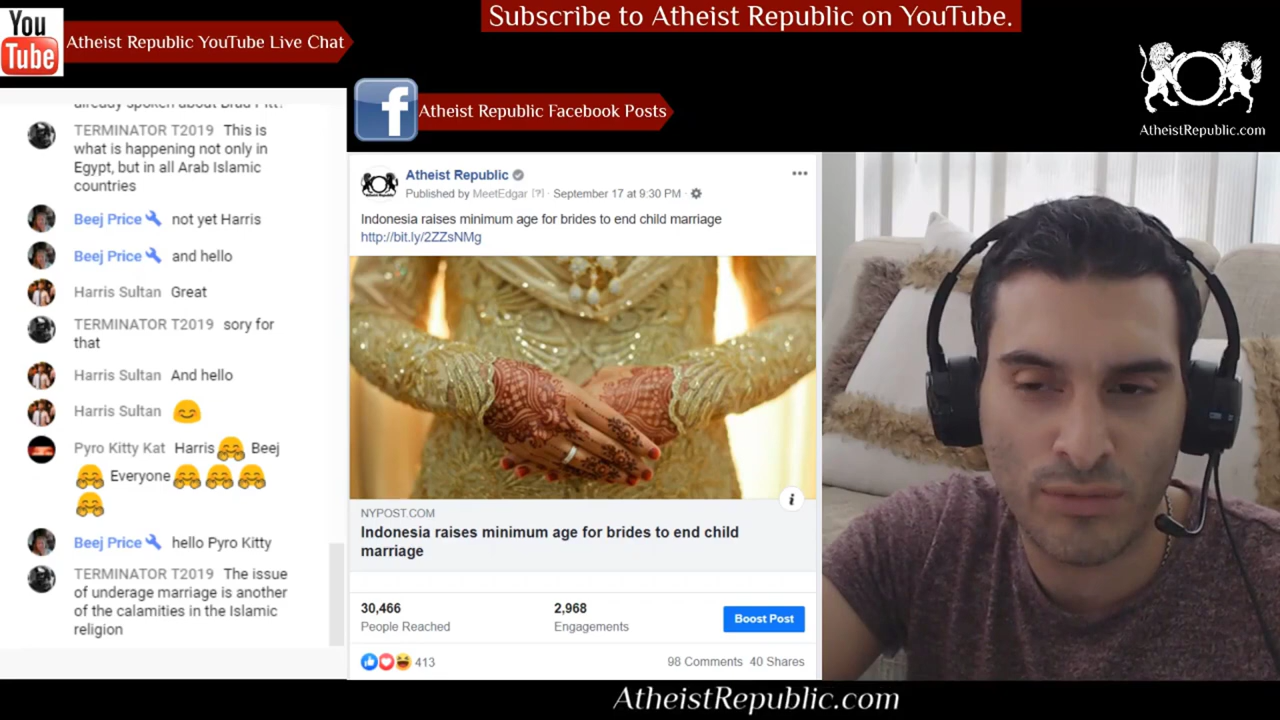 You
Tube
Atheist Republic YouTube Live Chat
Subscribe to Atheist Republic on YouTube.
AtheistRepublic.com
f
Atheist Republic Facebook Posts
already spoken about Brad Pitt?
TERMINATOR T2019 This is
what is happening not only in
Egypt, but in all Arab Islamic
countries
Beej Price not yet Harris
Beej Price and hello
Harris Sultan Great
TERMINATOR T2019 sory for
that
Harris Sultan And hello
Harris Sultan 😊
Pyro Kitty Kat Harris 🤗 Beej
🤗 Everyone 🤗 🤗 🤗
🤗
Beej Price hello Pyro Kitty
TERMINATOR T2019 The issue
of underage marriage is another
of the calamities in the Islamic
religion
Atheist Republic
Published by MeetEdgar [?] · September 17 at 9:30 PM ·
Indonesia raises minimum age for brides to end child marriage
http://bit.ly/2ZZsNMg
i
NYPOST.COM
Indonesia raises minimum age for brides to end child
marriage
30,466 2,968
People Reached Engagements
Boost Post
413 98 Comments 40 Shares
AtheistRepublic.com